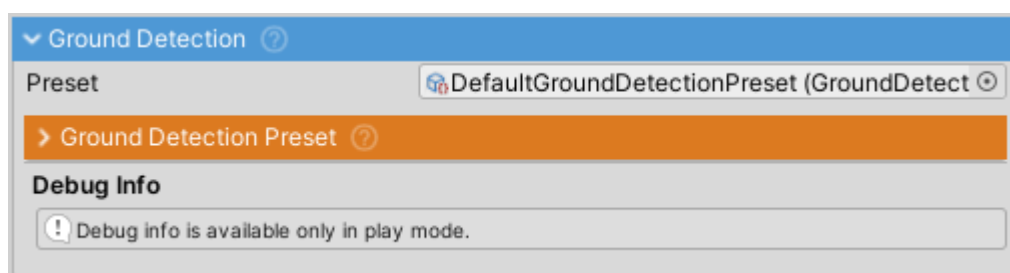 Ground Detection
Preset DefaultGroundDetectionPreset (GroundDetect
Ground Detection Preset
Debug Info
Debug info is available only in play mode.